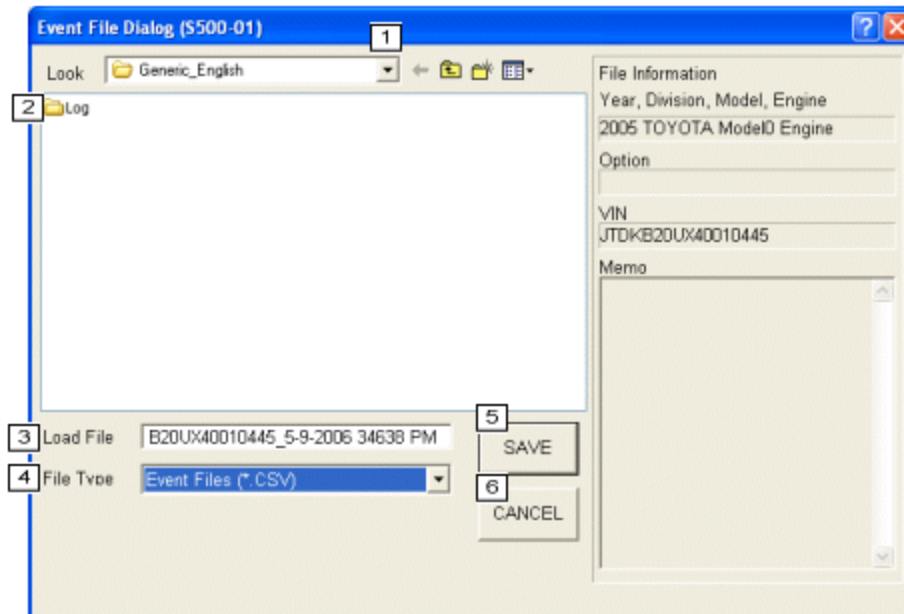 Event File Dialog (S500-01)
1
Look Generic_English
2 Log
3 Load File B20UX40010445_5-9-2006 34638 PM
4 File Type Event Files (*.CSV)
5
SAVE
6
CANCEL
File Information
Year, Division, Model, Engine
2005 TOYOTA Model0 Engine
Option
VIN
JTDKB20UX40010445
Memo